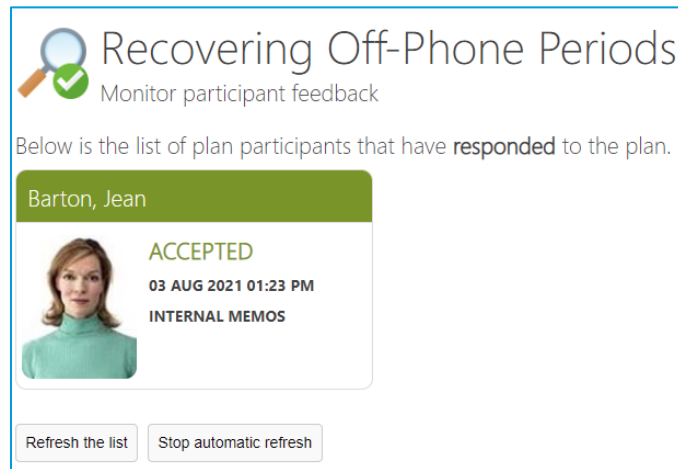 Recovering Off-Phone Periods
Monitor participant feedback
Below is the list of plan participants that have responded to the plan.
Barton, Jean
ACCEPTED
03 AUG 2021 01:23 PM
INTERNAL MEMOS
Refresh the list
Stop automatic refresh